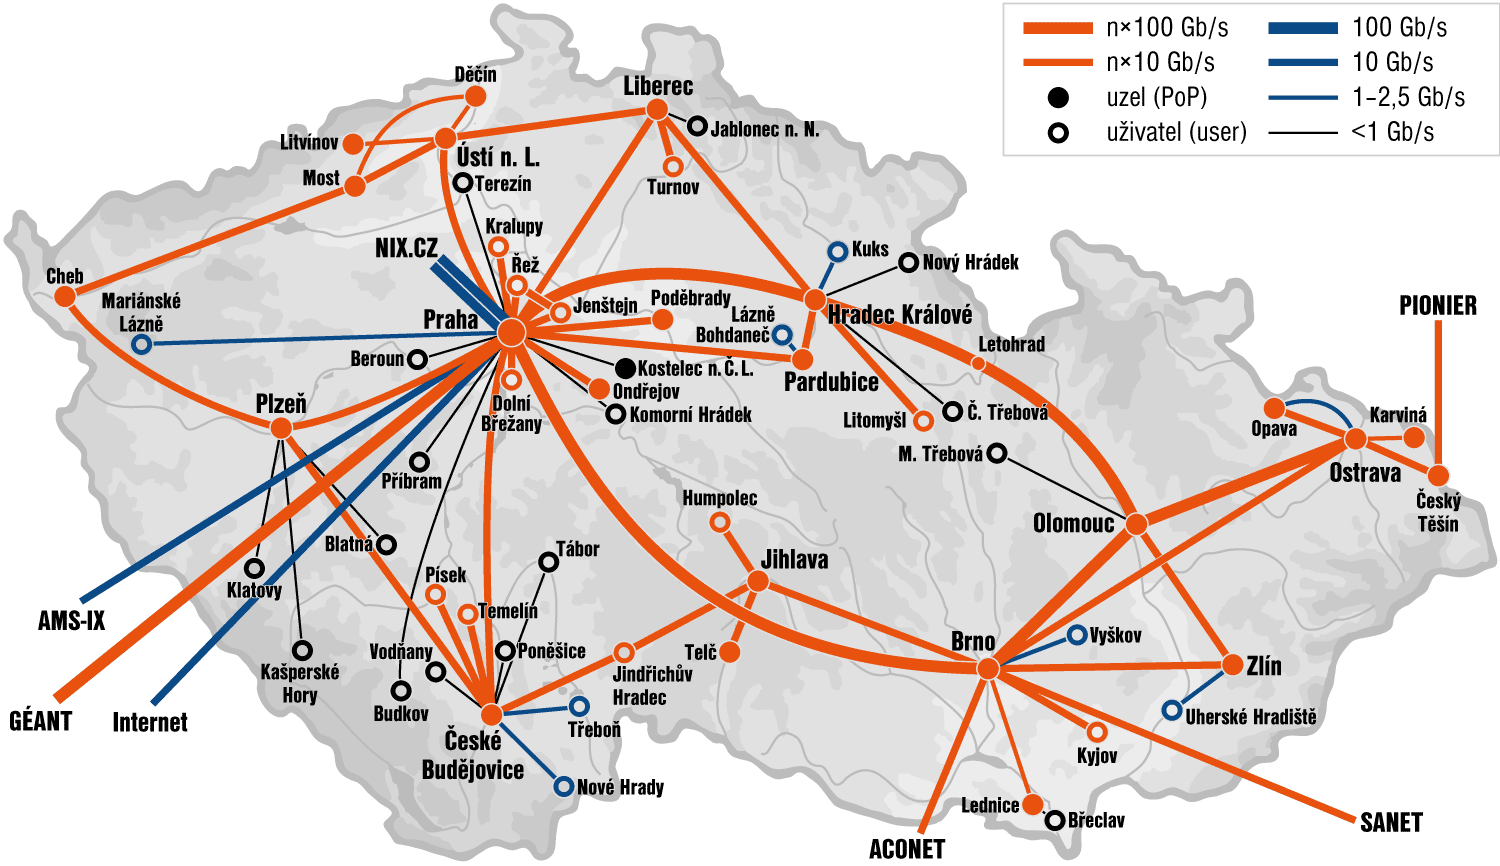 n×100 Gb/s
100 Gb/s
n×10 Gb/s
10 Gb/s
uzel (PoP)
1–2,5 Gb/s
uživatel (user)
<1 Gb/s
Děčín
Liberec
Litvínov
Jablonec n. N.
Ústí n. L.
Most
Terezín
Turnov
Kralupy
NIX.CZ
Řež
Kuks
Nový Hrádek
Cheb
Mariánské
Lázně
Jenštejn
Poděbrady
Praha
Lázně
Bohdaneč
Hradec Králové
PIONIER
Beroun
Kostelec n.Č.L.
Letohrad
Ondřejov
Pardubice
Plzeň
Dolní
Břežany
Komorní Hrádek
Litomyšl
Č. Třebová
Opava
Karviná
M. Třebová
Ostrava
Příbram
Český
Těšín
Humpolec
Olomouc
Blatná
Tábor
Jihlava
Klatovy
Písek
AMS-IX
Temelín
Brno
Vyškov
Vodňany
Poněšice
Telč
Zlín
Kašperské
Hory
Jindřichův
Hradec
GÉANT
Internet
Budkov
Třeboň
Uherské Hradiště
České
Budějovice
Kyjov
Nové Hrady
Lednice
Břeclav
SANET
ACONET